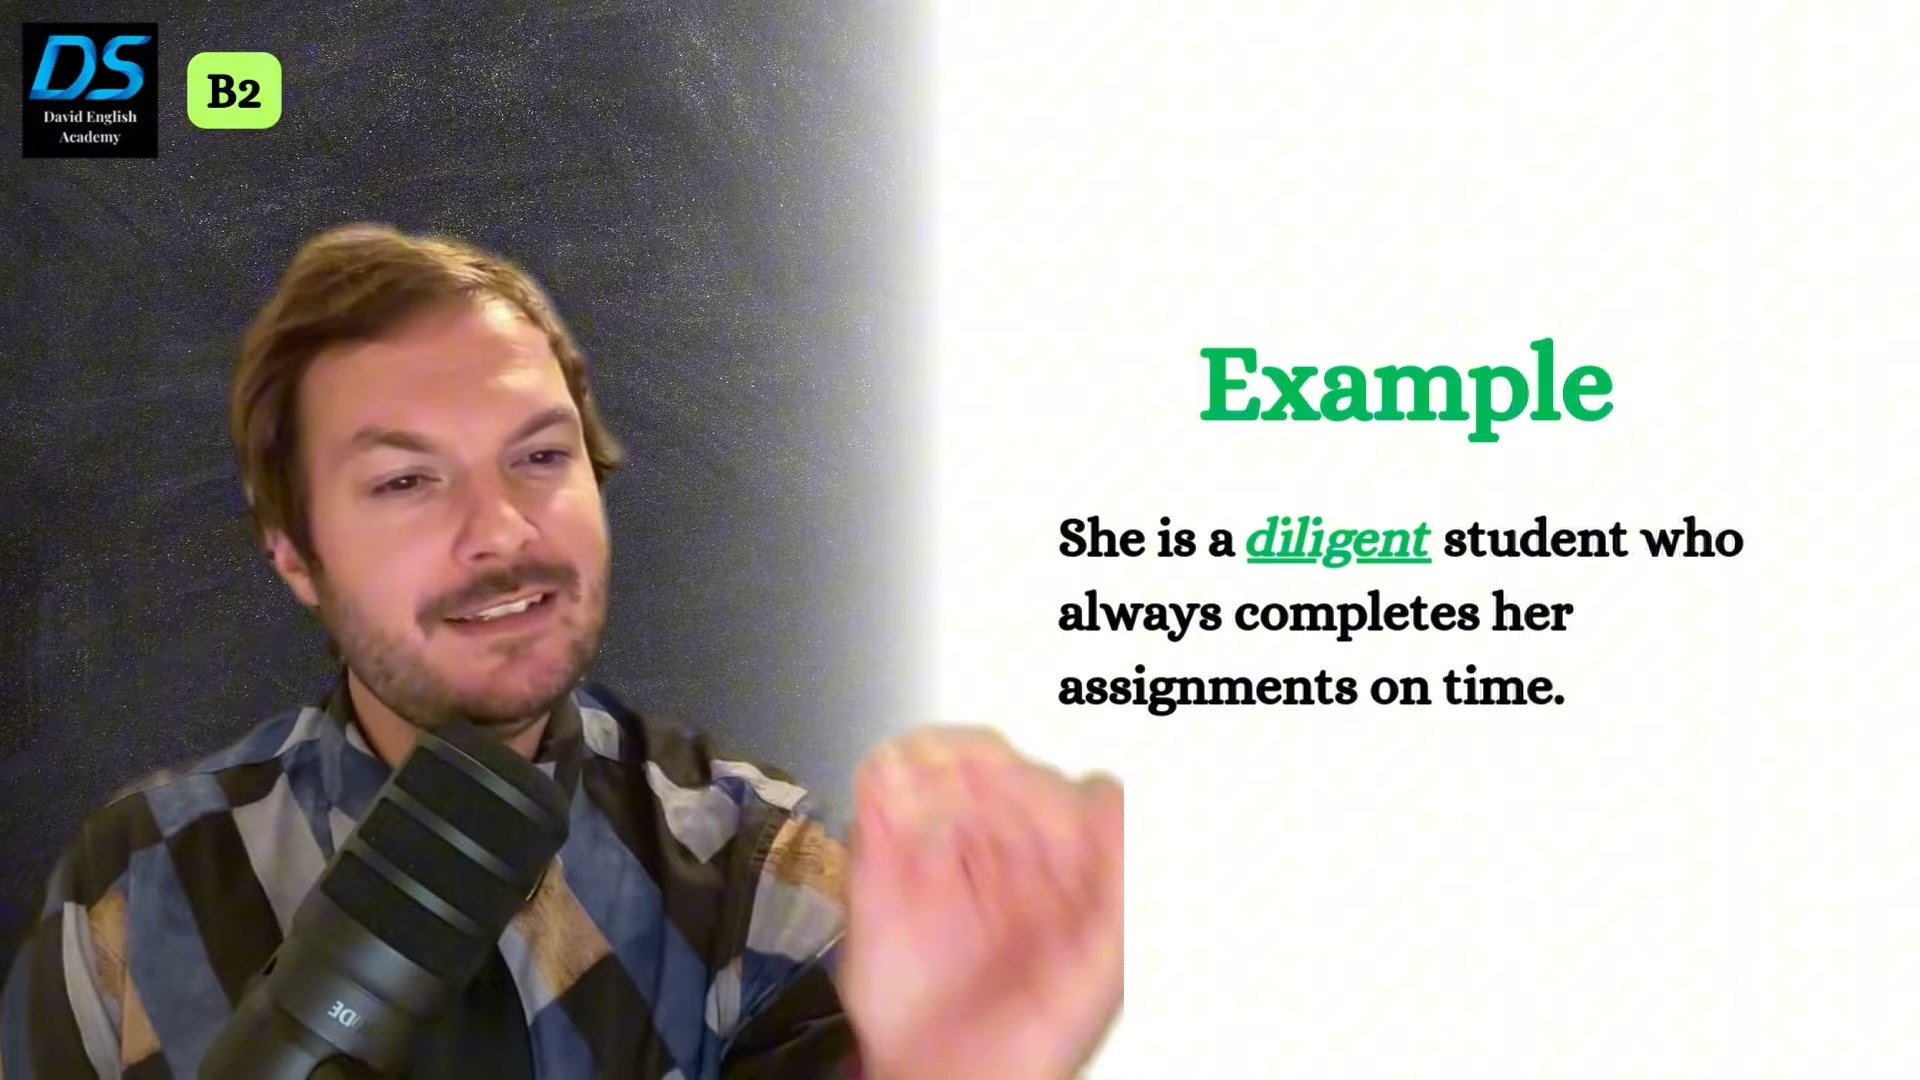 DS
David English
Academy
B2
Example
She is a diligent student who
always completes her
assignments on time.